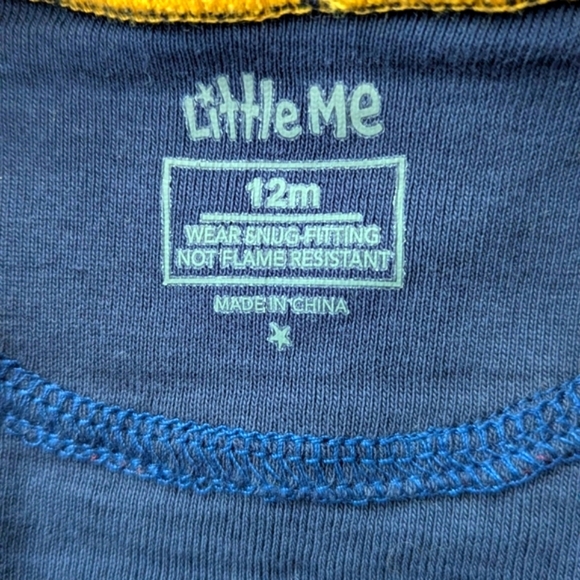 Little Me
12m
WEAR SNUG-FITTING
NOT FLAME RESISTANT
MADE IN CHINA